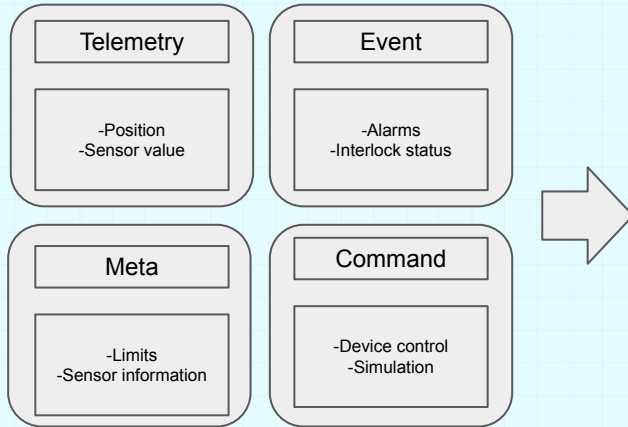 Telemetry
-Position
-Sensor value
Event
-Alarms
-Interlock status
Meta
-Limits
-Sensor information
Command
-Device control
-Simulation